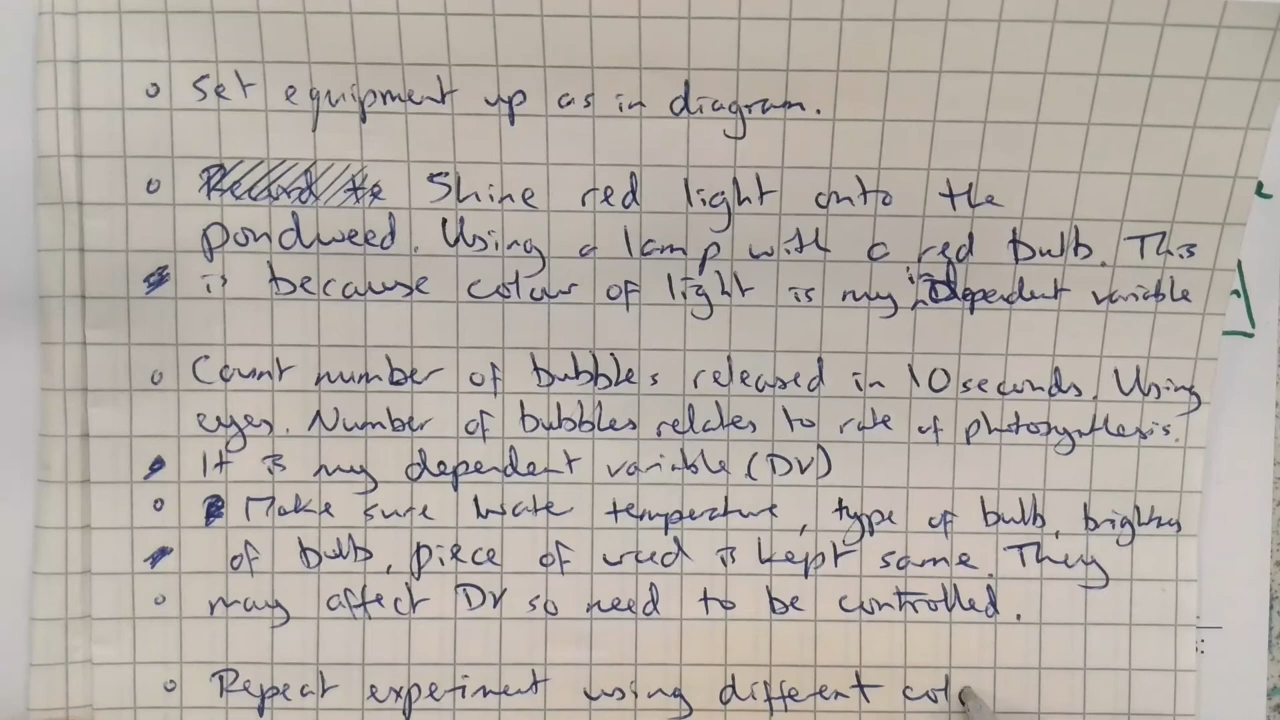 Set equipment up as in diagram.
Shine red light onto the
pondweed. Using a lamp with a red bulb. This
is because colour of light is my independent variable
Count number of bubbles released in 10 seconds. Using
eyes. Number of bubbles relates to rate of photosynthesis.
It is my dependent variable (DV)
Make sure water temperature, type of bulb, brightness
of bulb, piece of weed is kept same. They
may affect DV so need to be controlled.
Repeat experiment using different colo